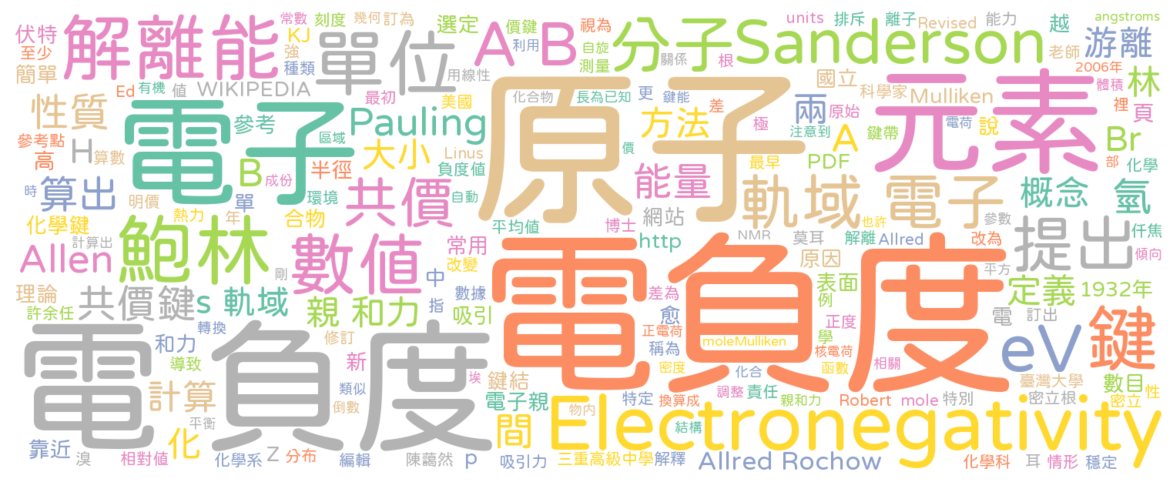 伏特 常數 幾何 訂為 刻度 選定 價鍵 視為 units 排斥 離子 Revised 能力 越 angstroms
至少 解離能 KJ 強 種類 單位 用線性 A B 利用 自旋 測量 分子 關係 Sanderson 根 老師 游離 2006年
簡單 Ed 有機 值 WIKIPEDIA 最初 美國 化合物 長為已知 更 鍵能 差 國立 科學家 Mulliken 元素 體積 裡 林
性質 電子 參考 區域 Pauling 原子 方法 注意到 極 兩 原始 A 鍵帶 電荷 說 Br 部 頁
參考點 高 H 算數 B 半徑 大小 Linus 負度值 價 能量 最早 PDF 化學
時 算出 明價 單 成份 環境 共價 自動 軌域 電子 概念 氫
化學鍵 熱力 年 合物 平均值 博士 網站 也許 參數 仟焦
計算出 Allen 鮑林 數值 常用 改變 http NMR 莫耳 解離 Allred 改為 提出 傾向
理論 剛 中 指 數據 原因 平方 表面 例 定義 1932年
許余任 共價鍵 s 軌域 親 和力 吸引 電負度 差為 愈 正電荷 正度 學 電 訂出
電負度 和力 轉換 導致 修訂 新 稱為 moleMulliken 核電荷 函數 eV 鍵
類似 埃 鍵結 化合 密度 相關 臺灣大學 數目 性
計算 倒數 電子親 物內 特定 換算成 調整 責任 親和力 Robert mole 特別 密立根 密立
靠近 溴 平衡 化 間 Electronegativity 結構
相對值 化學系 Z 分布 編輯 陳藹然 p 吸引力 三重高級中學 解釋 Allred Rochow 化學科 耳 情形 穩定